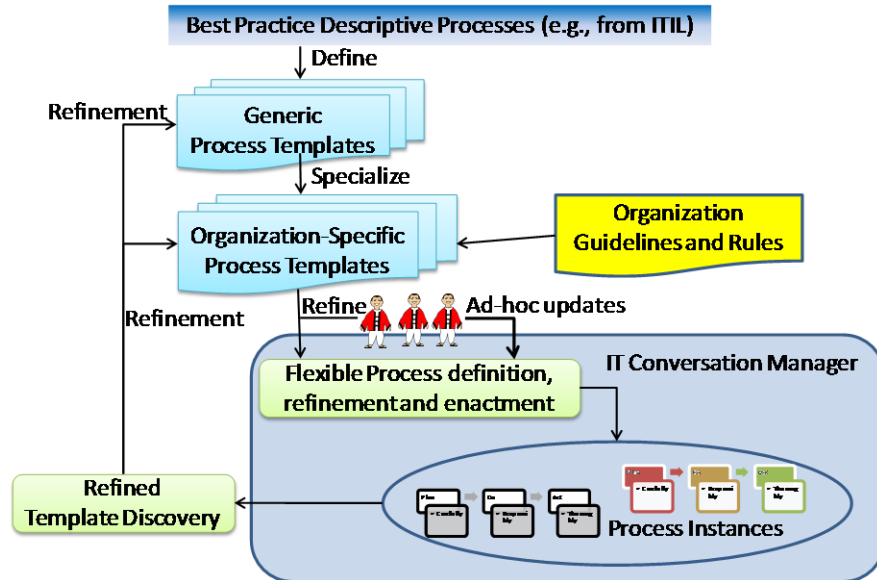 Best Practice Descriptive Processes (e.g., from ITIL)
Define
Refinement
Generic
Process Templates
Specialize
Organization-Specific
Process Templates
Organization
Guidelines and Rules
Refinement
Refine
Ad-hoc updates
IT Conversation Manager
Flexible Process definition,
refinement and enactment
Refined
Template Discovery
Process Instances